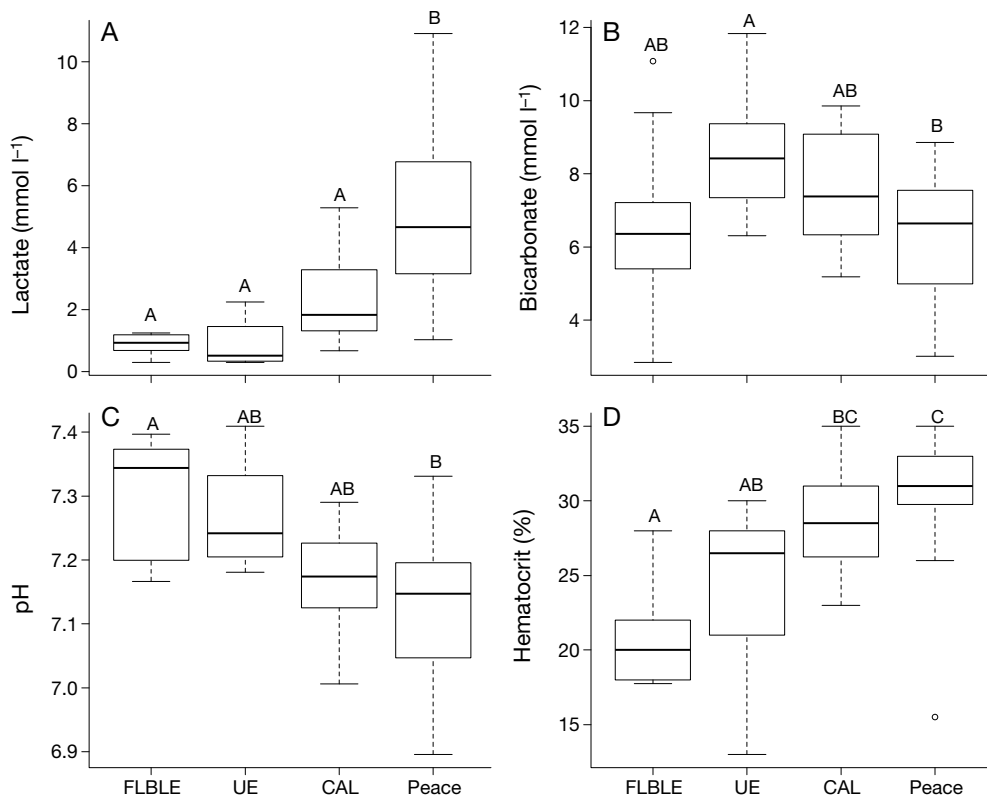 A
B
Lactate (mmol l⁻¹)
10
8
6
4
2
0
A
A
A
B
Bicarbonate (mmol l⁻¹)
12
10
8
6
4
AB
A
AB
B
C
pH
7.4
7.3
7.2
7.1
7.0
6.9
A
AB
AB
B
FLBLE UE CAL Peace
D
Hematocrit (%)
35
30
25
20
15
A
AB
BC
C
FLBLE UE CAL Peace